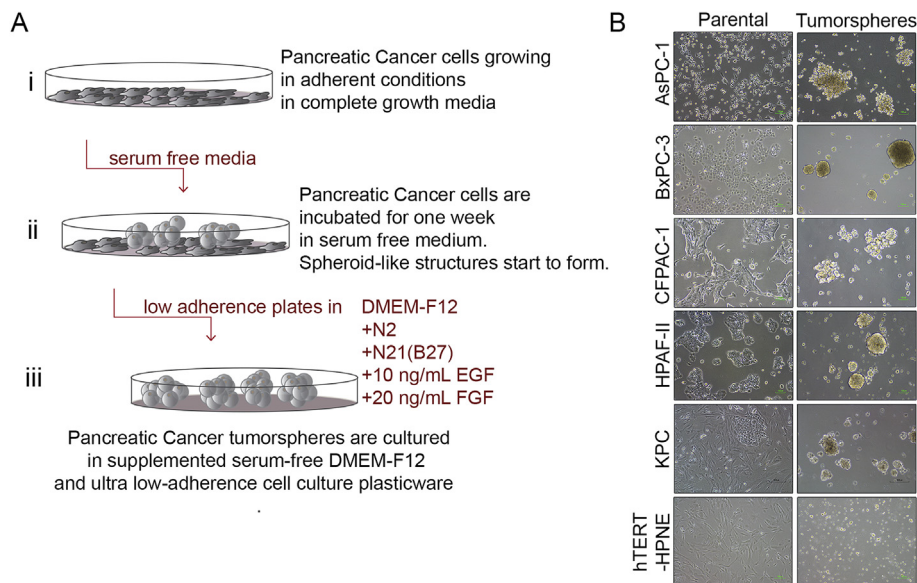 A
i
Pancreatic Cancer cells growing
in adherent conditions
in complete growth media
serum free media
ii
Pancreatic Cancer cells are
incubated for one week
in serum free medium.
Spheroid-like structures start to form.
low adherence plates in
DMEM-F12
+N2
+N21(B27)
+10 ng/mL EGF
+20 ng/mL FGF
iii
Pancreatic Cancer tumorspheres are cultured
in supplemented serum-free DMEM-F12
and ultra low-adherence cell culture plasticware
.
B
Parental
Tumorspheres
AsPC-1
BxPC-3
CFPAC-1
HPAF-II
KPC
hTERT
-HPNE